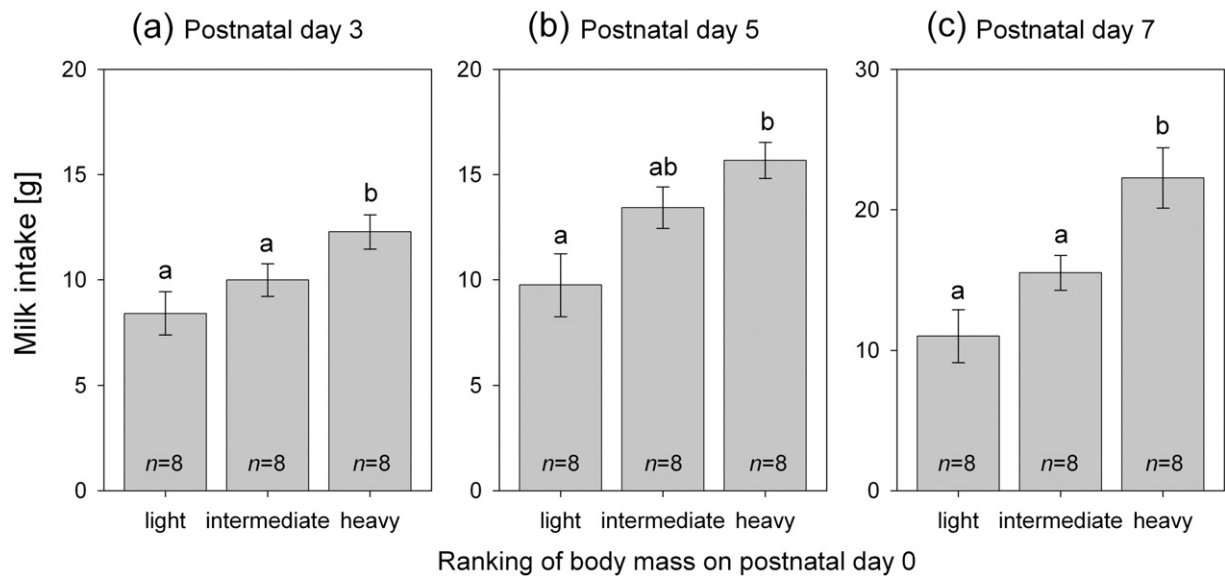 (a) Postnatal day 3
(b) Postnatal day 5
(c) Postnatal day 7
Milk intake [g]
20
15
10
5
0
a
a
b
n=8
n=8
n=8
light
intermediate
heavy
20
15
10
5
0
a
ab
b
n=8
n=8
n=8
light
intermediate
heavy
30
20
10
0
a
a
b
n=8
n=8
n=8
light
intermediate
heavy
Ranking of body mass on postnatal day 0